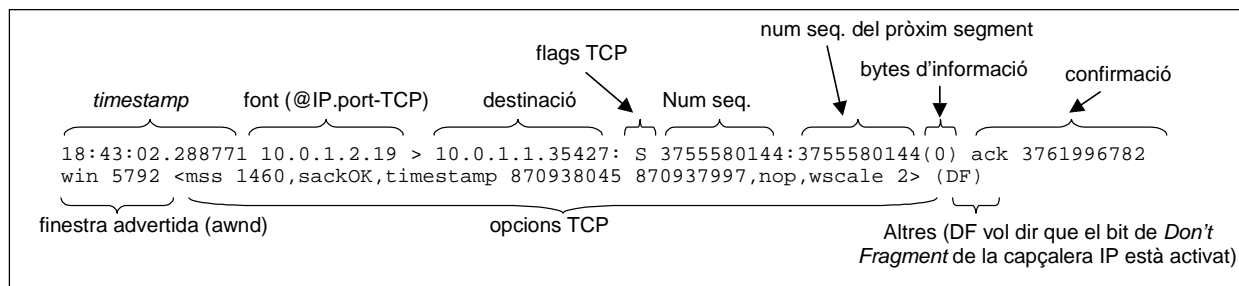 num seq. del pròxim segment
flags TCP
bytes d'informació
confirmació
timestamp
font (@IP.port-TCP)
destinació
Num seq.
18:43:02.288771 10.0.1.2.19 > 10.0.1.1.35427: S 3755580144:3755580144(0) ack 3761996782
win 5792 <mss 1460,sackOK,timestamp 870938045 870937997,nop,wscale 2> (DF)
finestra advertida (awnd)
opcions TCP
Altres (DF vol dir que el bit de Don't
Fragment de la capçalera IP està activat)